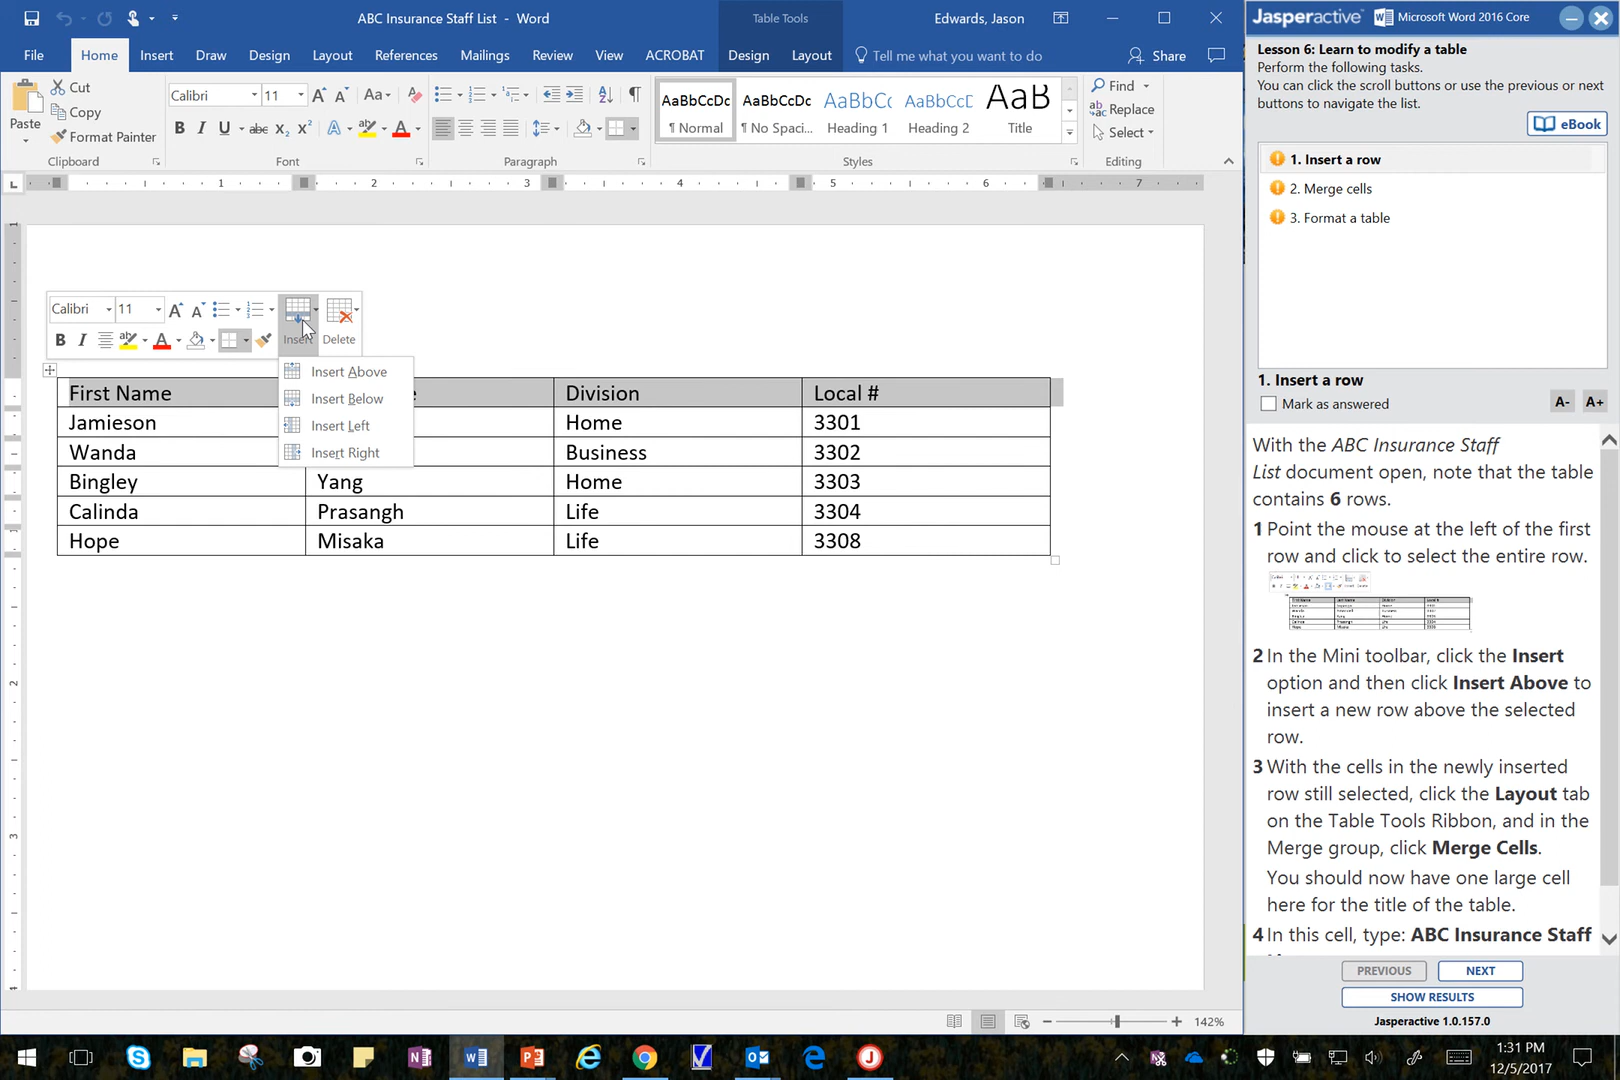 ABC Insurance Staff List - Word
Table Tools
Edwards, Jason
File
Home
Insert
Draw
Design
Layout
References
Mailings
Review
View
ACROBAT
Design
Layout
Tell me what you want to do
Share
Paste
Cut
Copy
Format Painter
Clipboard
Calibri
11
Font
Paragraph
AaBbCcDc
¶ Normal
AaBbCcDc
¶ No Spaci...
AaBbCc
Heading 1
AaBbCcD
Heading 2
AaB
Title
Styles
Find
Replace
Select
Editing
1 2 3 4 5 6 7
Calibri 11
Insert Delete
Insert Above
Insert Below
Insert Left
Insert Right
First Name Division Local #
Jamieson Home 3301
Wanda Business 3302
Bingley Yang Home 3303
Calinda Prasangh Life 3304
Hope Misaka Life 3308
142%
Jasperactive™ Microsoft Word 2016 Core
Lesson 6: Learn to modify a table
Perform the following tasks.
You can click the scroll buttons or use the previous or next
buttons to navigate the list.
eBook
1. Insert a row
2. Merge cells
3. Format a table
1. Insert a row
Mark as answered
A- A+
With the ABC Insurance Staff
List document open, note that the table
contains 6 rows.
1 Point the mouse at the left of the first
row and click to select the entire row.
2 In the Mini toolbar, click the Insert
option and then click Insert Above to
insert a new row above the selected
row.
3 With the cells in the newly inserted
row still selected, click the Layout tab
on the Table Tools Ribbon, and in the
Merge group, click Merge Cells.
You should now have one large cell
here for the title of the table.
4 In this cell, type: ABC Insurance Staff
PREVIOUS NEXT
SHOW RESULTS
Jasperactive 1.0.157.0
1:31 PM
12/5/2017